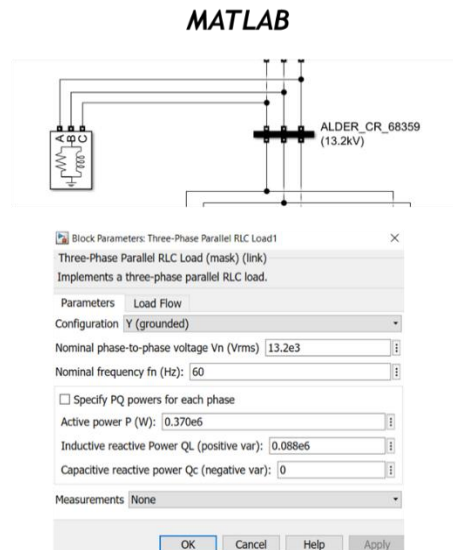 MATLAB
A B C
ALDER_CR_68359
(13.2kV)
Block Parameters: Three-Phase Parallel RLC Load1
Three-Phase Parallel RLC Load (mask) (link)
Implements a three-phase parallel RLC load.
Parameters Load Flow
Configuration Y (grounded)
Nominal phase-to-phase voltage Vn (Vrms) 13.2e3
Nominal frequency fn (Hz): 60
Specify PQ powers for each phase
Active power P (W): 0.370e6
Inductive reactive Power QL (positive var): 0.088e6
Capacitive reactive power Qc (negative var): 0
Measurements None
OK Cancel Help Apply